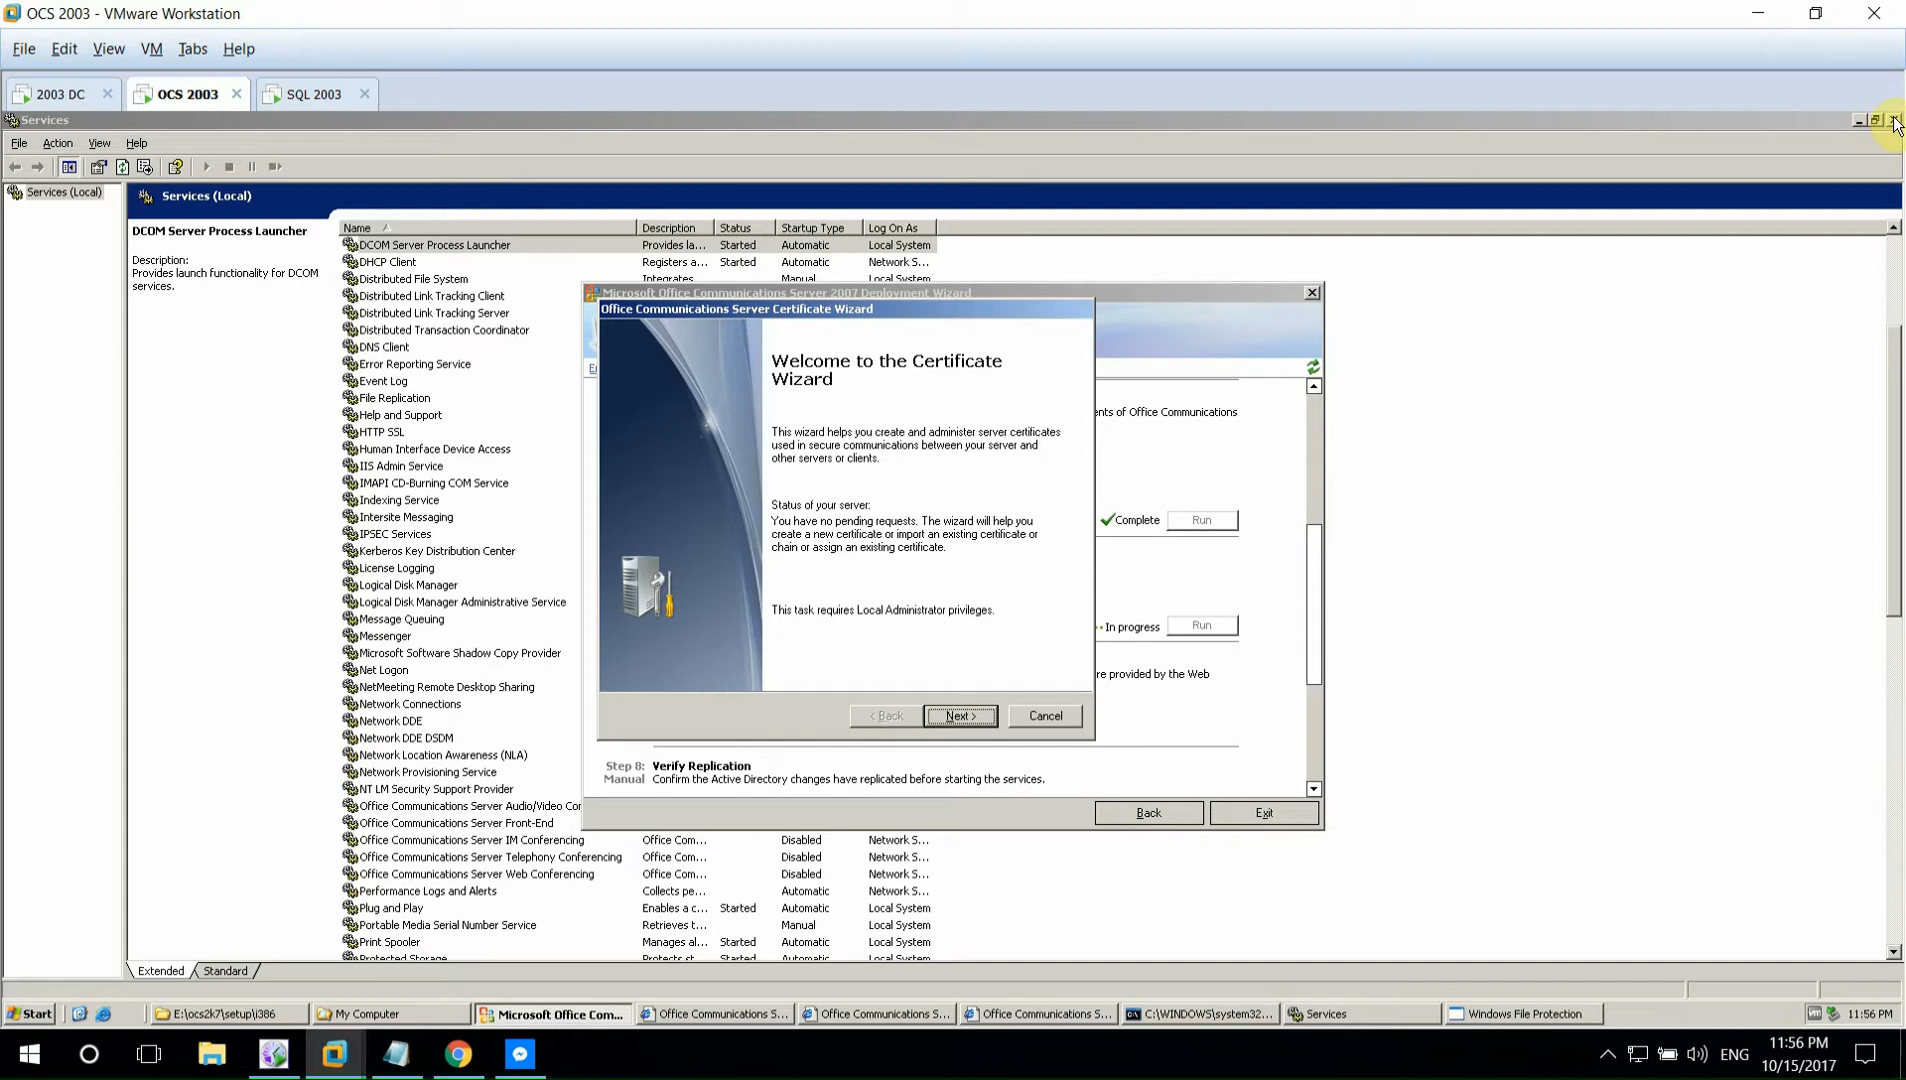 OCS 2003 - VMware Workstation
File Edit View VM Tabs Help
2003 DC
OCS 2003
SQL 2003
Services
File Action View Help
Services (Local)
Services (Local)
DCOM Server Process Launcher
Description:
Provides launch functionality for DCOM
services.
Name Description Status Startup Type Log On As
DCOM Server Process Launcher Provides la... Started Automatic Local System
DHCP Client Registers a... Started Automatic Network S...
Distributed File System Integrates Manual Local System
Distributed Link Tracking Client
Distributed Link Tracking Server
Distributed Transaction Coordinator
DNS Client
Error Reporting Service
Event Log
File Replication
Help and Support
HTTP SSL
Human Interface Device Access
IIS Admin Service
IMAPI CD-Burning COM Service
Indexing Service
Intersite Messaging
IPSEC Services
Kerberos Key Distribution Center
License Logging
Logical Disk Manager
Logical Disk Manager Administrative Service
Message Queuing
Messenger
Microsoft Software Shadow Copy Provider
Net Logon
NetMeeting Remote Desktop Sharing
Network Connections
Network DDE
Network DDE DSDM
Network Location Awareness (NLA)
Network Provisioning Service
NT LM Security Support Provider
Office Communications Server Audio/Video Cor
Office Communications Server Front-End
Office Communications Server IM Conferencing Office Com... Disabled Network S...
Office Communications Server Telephony Conferencing Office Com... Disabled Network S...
Office Communications Server Web Conferencing Office Com... Disabled Network S...
Performance Logs and Alerts Collects pe... Automatic Network S...
Plug and Play Enables a c... Started Automatic Local System
Portable Media Serial Number Service Retrieves t... Manual Local System
Print Spooler Manages al... Started Automatic Local System
Protected Storage Protects st... Started Automatic Local System
Extended Standard
Microsoft Office Communications Server 2007 Deployment Wizard
Office Communications Server Certificate Wizard
Welcome to the Certificate
Wizard
This wizard helps you create and administer server certificates
used in secure communications between your server and
other servers or clients.
Status of your server:
You have no pending requests. The wizard will help you
create a new certificate or import an existing certificate or
chain or assign an existing certificate.
This task requires Local Administrator privileges.
< Back Next > Cancel
ents of Office Communications
Complete Run
In progress Run
re provided by the Web
Step 8: Verify Replication
Manual Confirm the Active Directory changes have replicated before starting the services.
Back Exit
Start E:\ocs2k7\setup\i386 My Computer Microsoft Office Com... Office Communications S... Office Communications S... Office Communications S... C:\WINDOWS\system32... Services Windows File Protection 11:56 PM
ENG 11:56 PM
10/15/2017